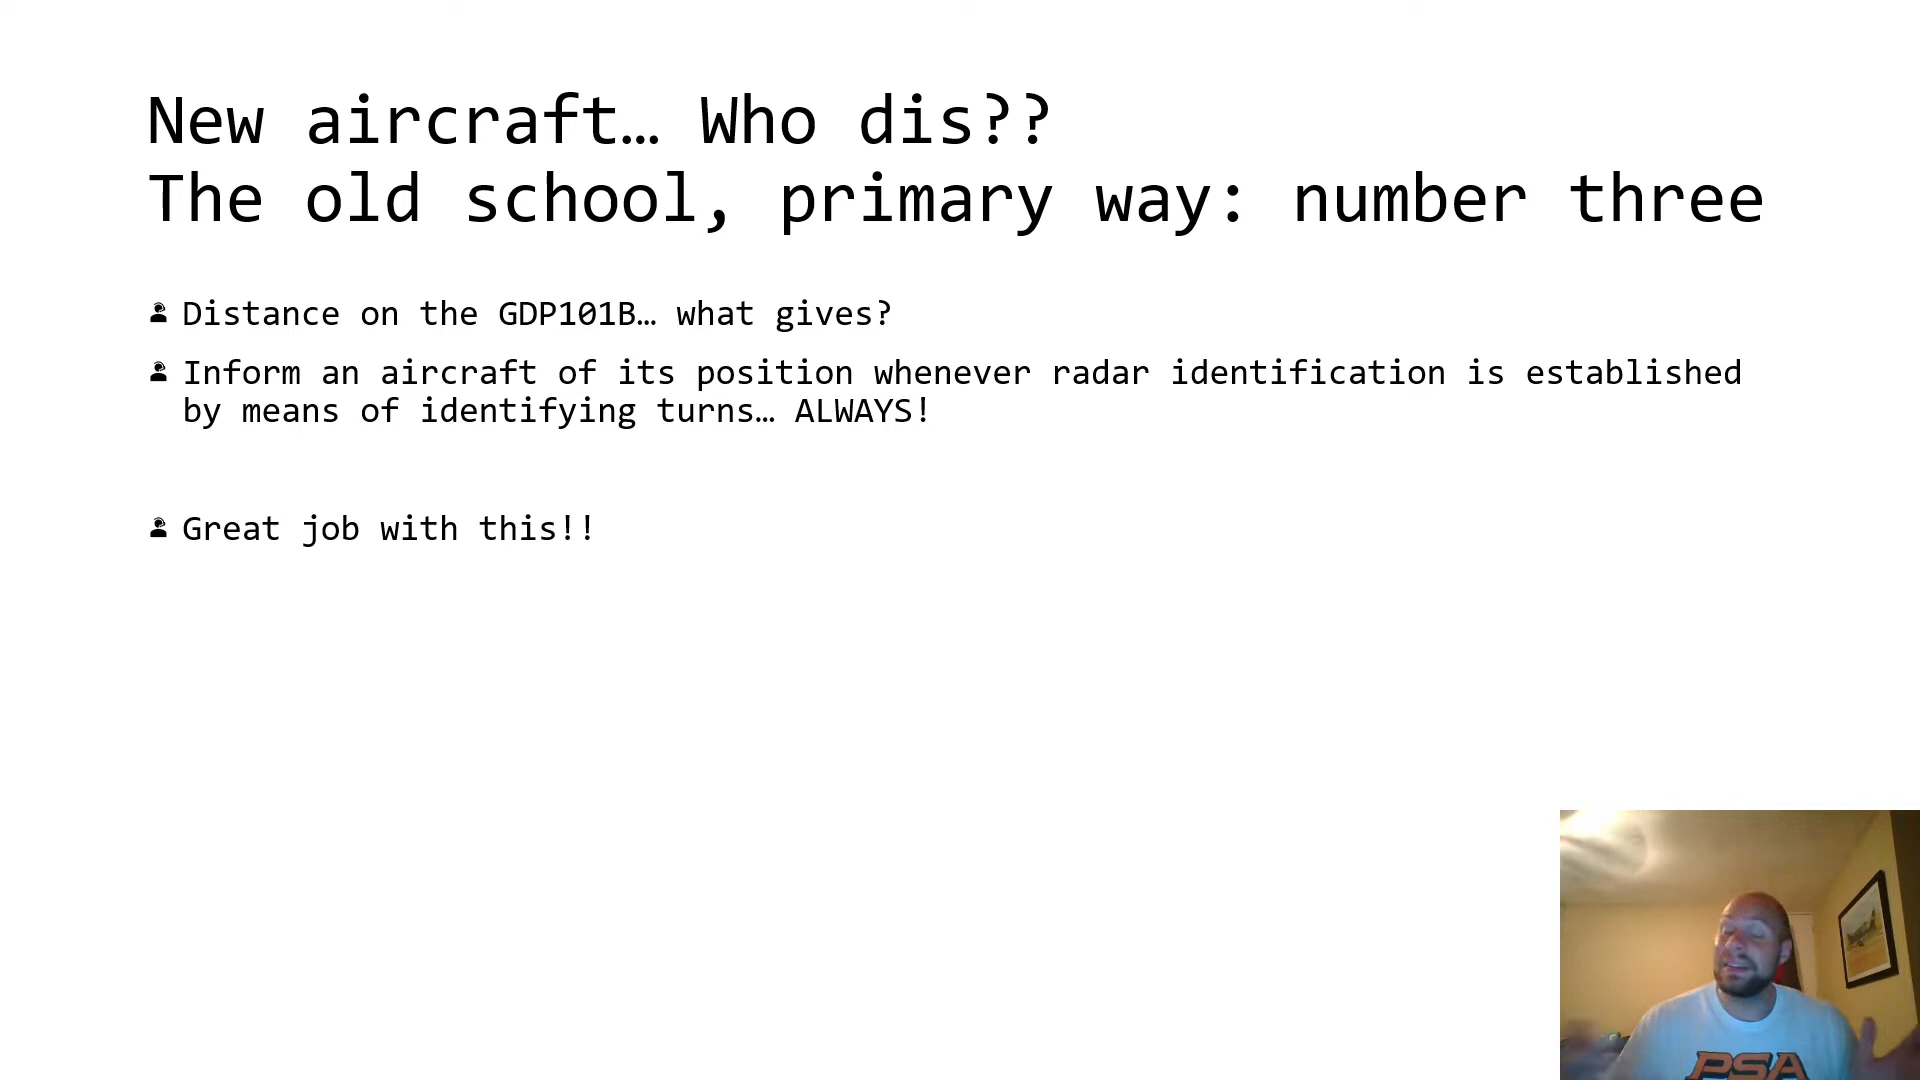 New aircraft… Who dis??
The old school, primary way: number three
Distance on the GDP101B… what gives?
Inform an aircraft of its position whenever radar identification is established
by means of identifying turns… ALWAYS!
Great job with this!!
PSA